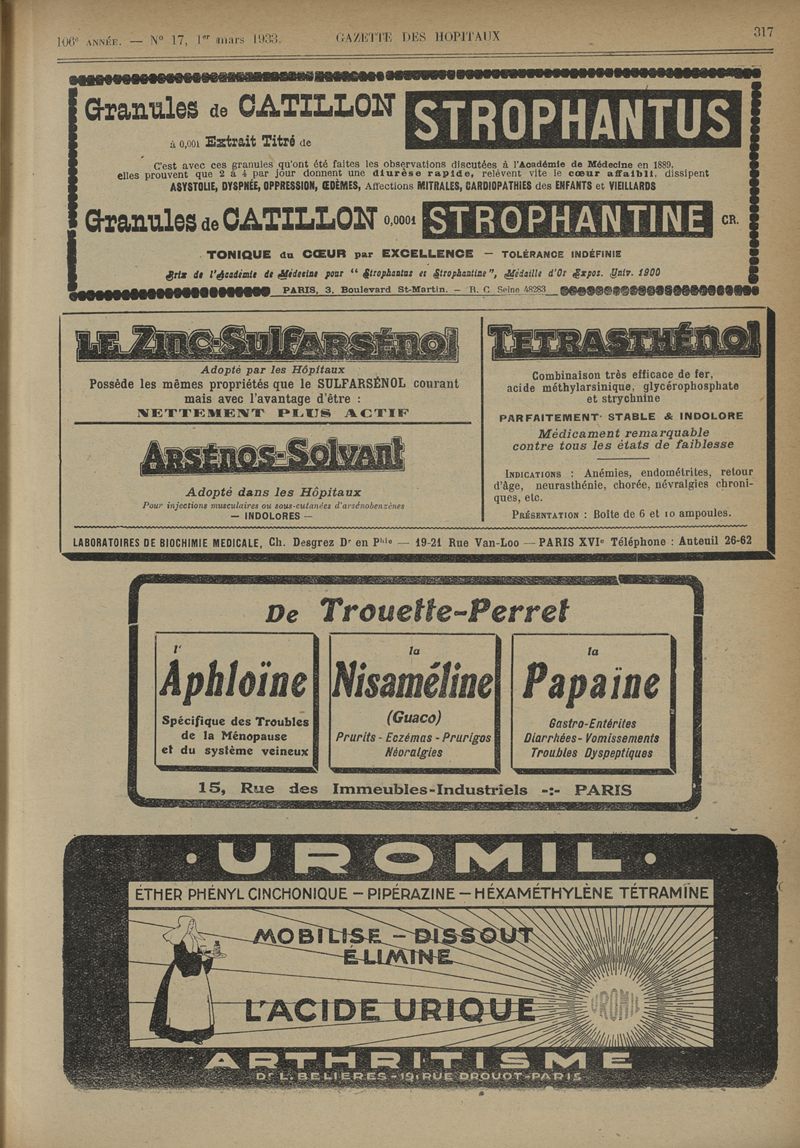 106e ANNÉE. — No 17, 1er mars 1933.
GAZETTE DES HOPITAUX
317
Granules de CATILLON
à 0,001 Extrait Titré de
STROPHANTUS
C'est avec ces granules qu'ont été faites les observations discutées à l'Académie de Médecine en 1889,
elles prouvent que 2 à 4 par jour donnent une diurèse rapide, relèvent vite le cœur affaibli, dissipent
ASYSTOLIE, DYSPNÉE, OPPRESSION, ŒDÈMES, Affections MITRALES, CARDIOPATHIES des ENFANTS et VIEILLARDS
Granules de CATILLON 0,0001 STROPHANTINE CR.
TONIQUE du CŒUR par EXCELLENCE — TOLÉRANCE INDÉFINIE
Prix de l'Académie de Médecine pour " Strophantus et Strophantine ", Médaille d'Or Expos. Univ. 1900
PARIS, 3, Boulevard St-Martin. — R. C. Seine 48283
LE Zinc-Sulfarsénol
Adopté par les Hôpitaux
Possède les mêmes propriétés que le SULFARSÉNOL courant
mais avec l'avantage d'être :
NETTEMENT PLUS ACTIF
Arsénos-Solvant
Adopté dans les Hôpitaux
Pour injections musculaires ou sous-cutanées d'arsénobenzènes
— INDOLORES —
TETRASTHÉNOL
Combinaison très efficace de fer,
acide méthylarsinique, glycérophosphate
et strychnine
PARFAITEMENT STABLE & INDOLORE
Médicament remarquable
contre tous les états de faiblesse
INDICATIONS : Anémies, endométrites, retour
d'âge, neurasthénie, chorée, névralgies chroni-
ques, etc.
PRÉSENTATION : Boîte de 6 et 10 ampoules.
LABORATOIRES DE BIOCHIMIE MEDICALE, Ch. Desgrez Dr en Phie — 19-21 Rue Van-Loo — PARIS XVIe Téléphone : Auteuil 26-62
De Trouette-Perret
l'
Aphloïne
Spécifique des Troubles
de la Ménopause
et du système veineux
la
Nisaméline
(Guaco)
Prurits - Eczémas - Prurigos
Néoralgies
la
Papaïne
Gastro-Entérites
Diarrhées- Vomissements
Troubles Dyspeptiques
15, Rue des Immeubles-Industriels -:- PARIS
· UROMIL ·
ÉTHER PHÉNYL CINCHONIQUE — PIPÉRAZINE — HÉXAMÉTHYLÈNE TÉTRAMÏNE
MOBILISE — DISSOUT
ÉLIMINE
L'ACIDE URIQUE
UROMIL
ARTHRITISME
Dr L. BELIERES - 19, RUE DROUOT - PARIS